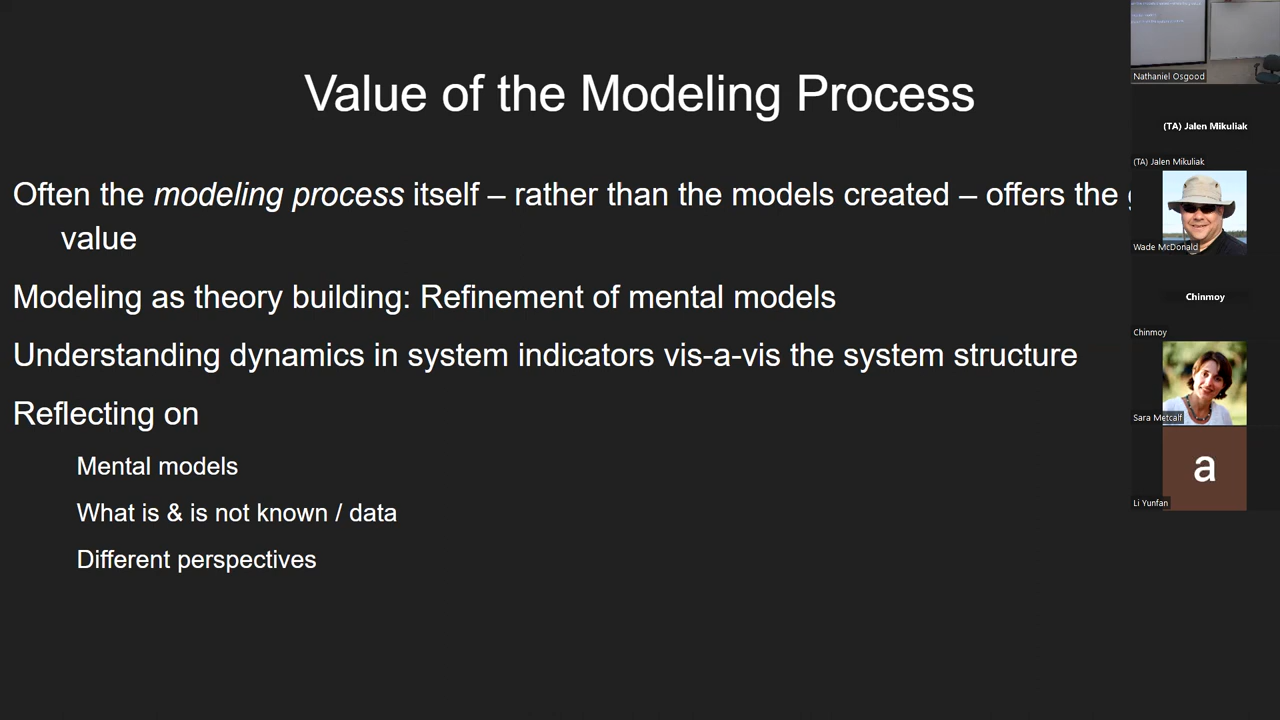 Value of the Modeling Process
Often the modeling process itself – rather than the models created – offers the
value
Modeling as theory building: Refinement of mental models
Understanding dynamics in system indicators vis-a-vis the system structure
Reflecting on
Mental models
What is & is not known / data
Different perspectives
Nathaniel Osgood
(TA) Jalen Mikuliak
(TA) Jalen Mikuliak
Wade McDonald
Chinmoy
Chinmoy
Sara Metcalf
a
Li Yunfan